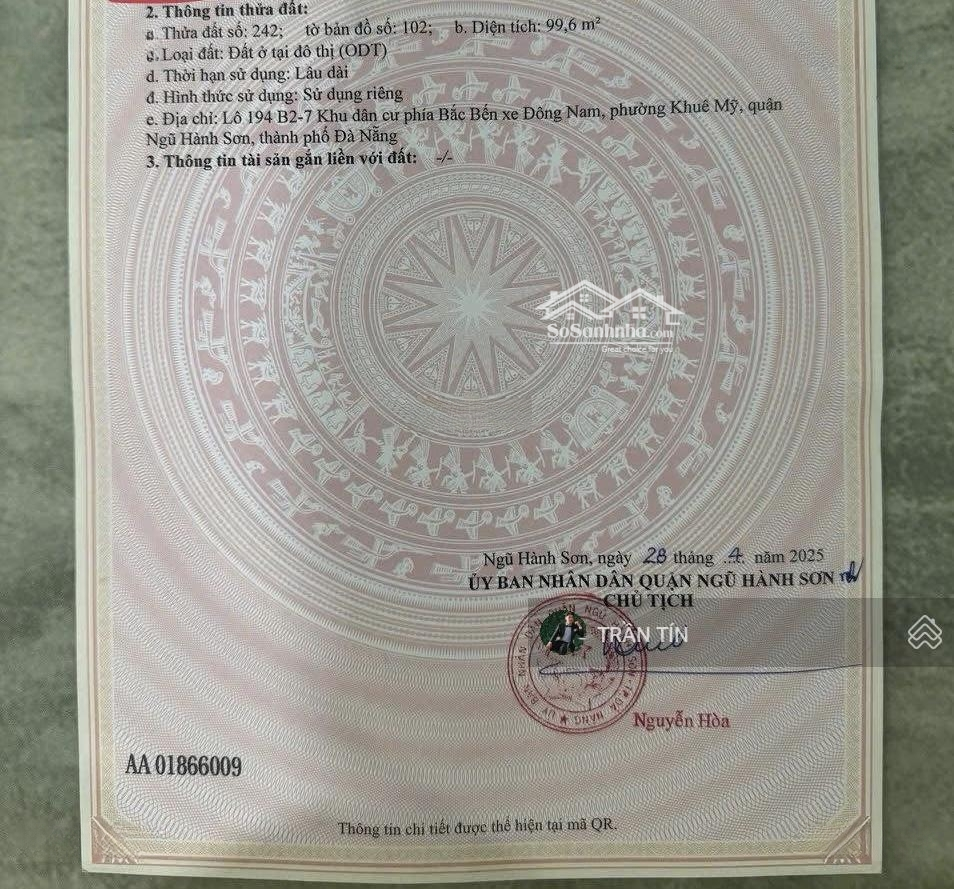 2. Thông tin thửa đất:
a. Thửa đất số: 242; tờ bản đồ số: 102; b. Diện tích: 99,6 m²
c. Loại đất: Đất ở tại đô thị (ODT)
d. Thời hạn sử dụng: Lâu dài
đ. Hình thức sử dụng: Sử dụng riêng
e. Địa chỉ: Lô 194 B2-7 Khu dân cư phía Bắc Bến xe Đông Nam, phường Khuê Mỹ, quận
Ngũ Hành Sơn, thành phố Đà Nẵng
3. Thông tin tài sản gắn liền với đất: -/-
SoSanhnha.com
Great choice for you
Ngũ Hành Sơn, ngày 28 tháng 4 năm 2025
ỦY BAN NHÂN DÂN QUẬN NGŨ HÀNH SƠN
CHỦ TỊCH
TRẦN TÍN
Nguyễn Hòa
AA 01866009
Thông tin chi tiết được thể hiện tại mã QR.